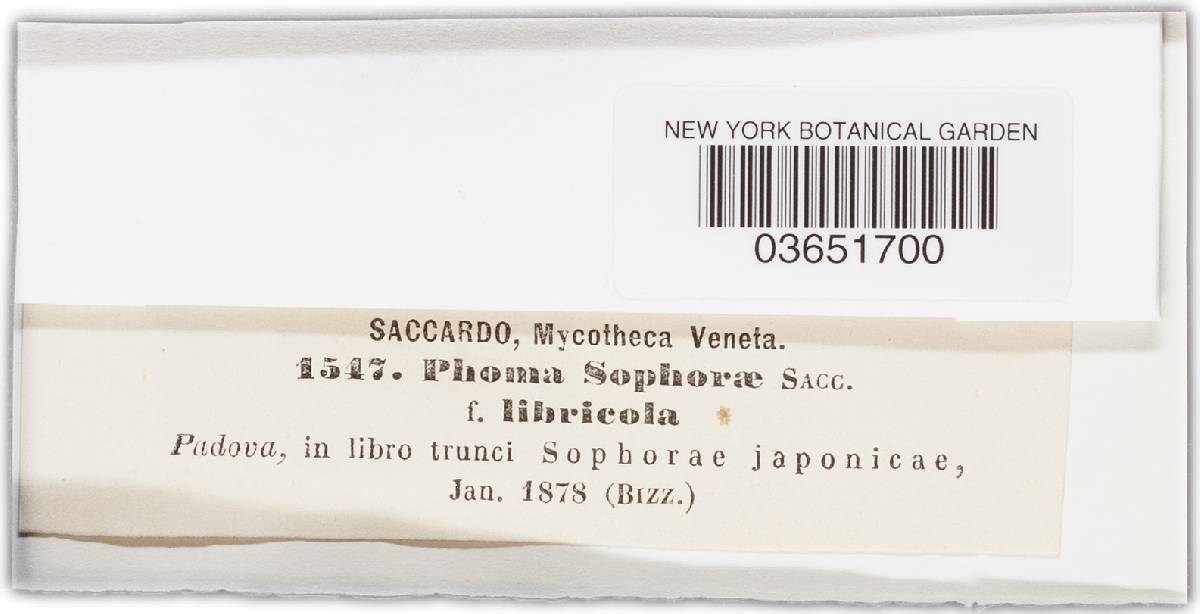 NEW YORK BOTANICAL GARDEN
03651700
SACCARDO, Mycotheca Veneta.
1547. Phoma Sophoræ SACC.
f. libricola
Padova, in libro trunci Sophorae japonicae,
Jan. 1878 (BIZZ.)